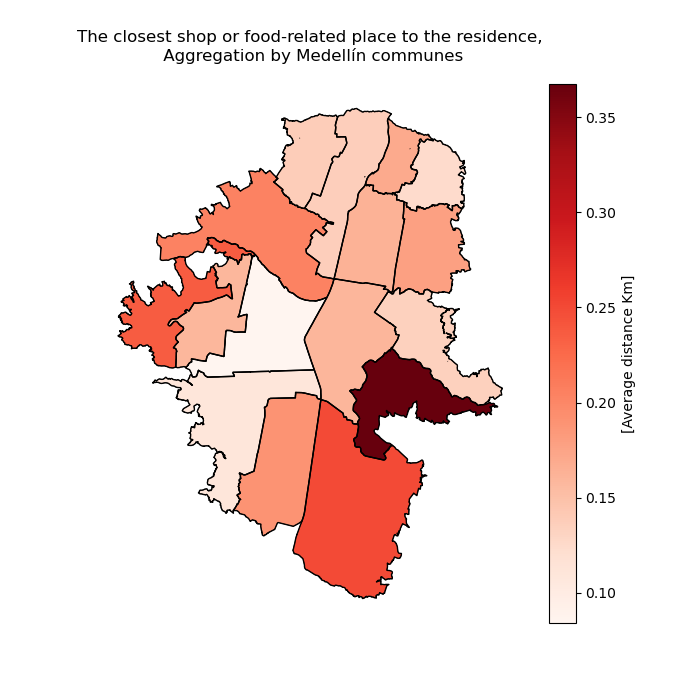 The closest shop or food-related place to the residence,
Aggregation by Medellín communes
0.35
0.30
0.25
0.20
0.15
0.10
[Average distance Km]